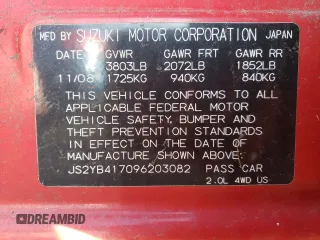 MFD BY SUZUKI MOTOR CORPORATION JAPAN
DATE GVWR GAWR FRT GAWR RR
3803LB 2072LB 1852LB
11/08 1725KG 940KG 840KG
THIS VEHICLE CONFORMS TO ALL
APPLICABLE FEDERAL MOTOR
VEHICLE SAFETY, BUMPER AND
THEFT PREVENTION STANDARDS
IN EFFECT ON THE DATE OF
MANUFACTURE SHOWN ABOVE.
JS2YB417096203082 PASS CAR
2.0L 4WD US
AUTOBIDMASTER